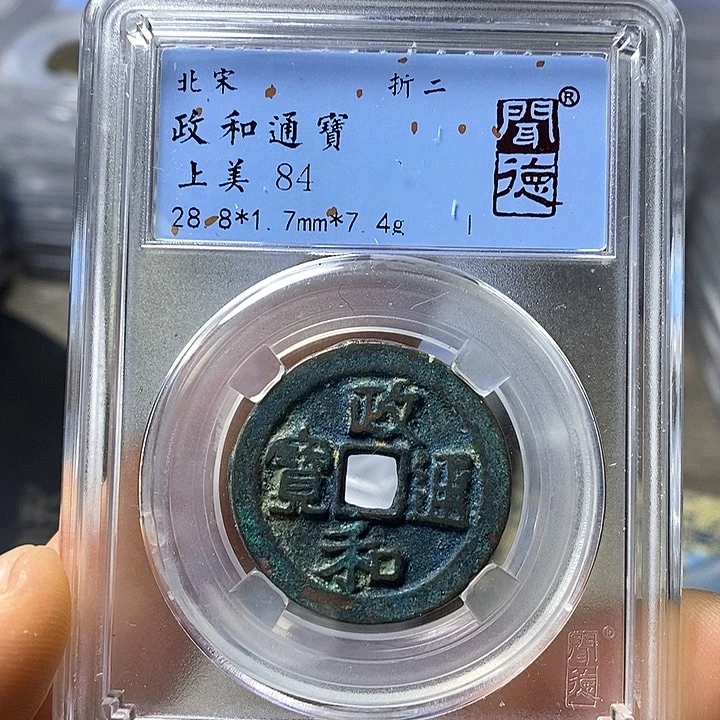 北宋 折二
政和通寶
上美 84
28.8*1.7mm*7.4g
聞德®
政和通寶
聞德®